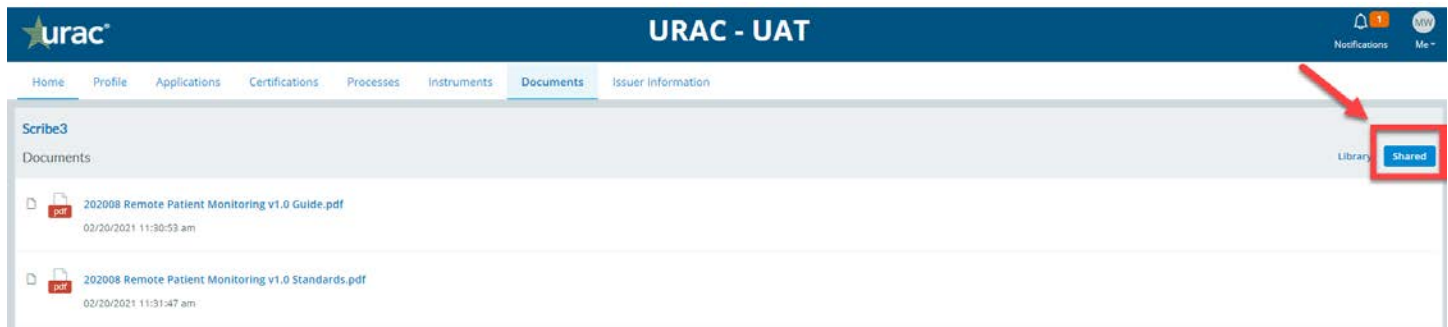 urac®
URAC - UAT
1
MW
Notifications
Me
Home Profile Applications Certifications Processes Instruments Documents Issuer Information
Scribe3
Documents
Library Shared
pdf
202008 Remote Patient Monitoring v1.0 Guide.pdf
02/20/2021 11:30:53 am
pdf
202008 Remote Patient Monitoring v1.0 Standards.pdf
02/20/2021 11:31:47 am